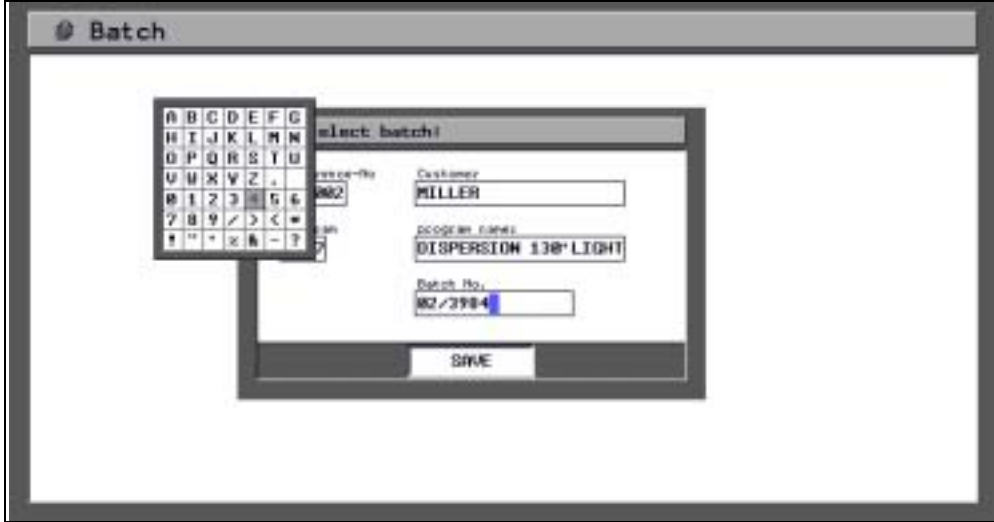 Batch
A B C D E F G
H I J K L M N
O P Q R S T U
V W X Y Z .
0 1 2 3 4 5 6
7 8 9 / > <
! " - ?
elect batch!
Customer
002 MILLER
program name:
DISPERSION 130°LIGHT
Batch No.
02/3984
SAVE